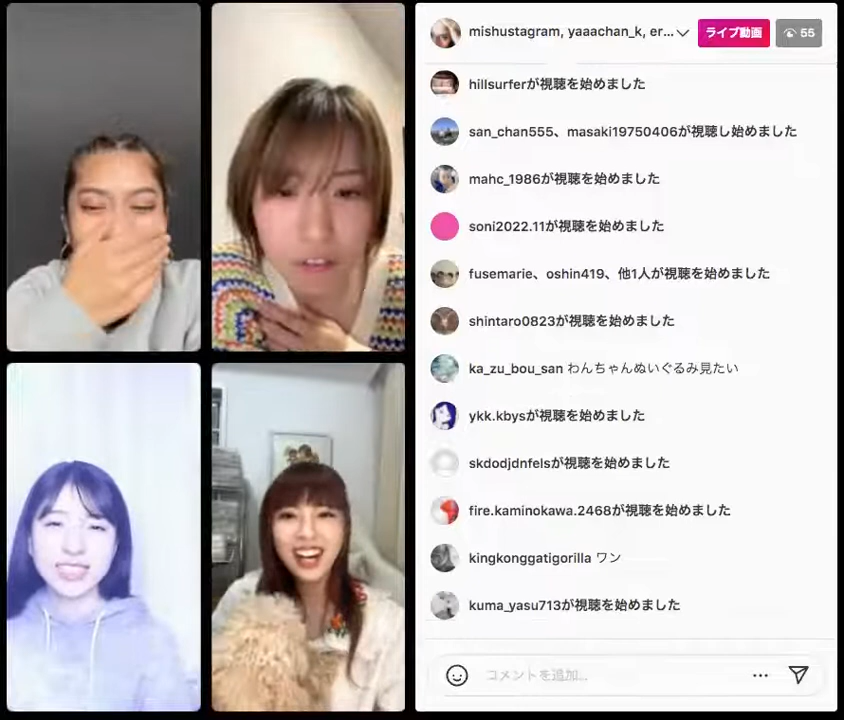 mishustagram, yaaachan_k, er...
ライブ動画
55
hillsurferが視聴を始めました
san_chan555、masaki19750406が視聴し始めました
mahc_1986が視聴を始めました
soni2022.11が視聴を始めました
fusemarie、oshin419、他1人が視聴を始めました
shintaro0823が視聴を始めました
ka_zu_bou_san わんちゃんぬいぐるみ見たい
ykk.kbysが視聴を始めました
skdodjdnfelsが視聴を始めました
fire.kaminokawa.2468が視聴を始めました
kingkonggatigorilla ワン
kuma_yasu713が視聴を始めました
コメントを追加...